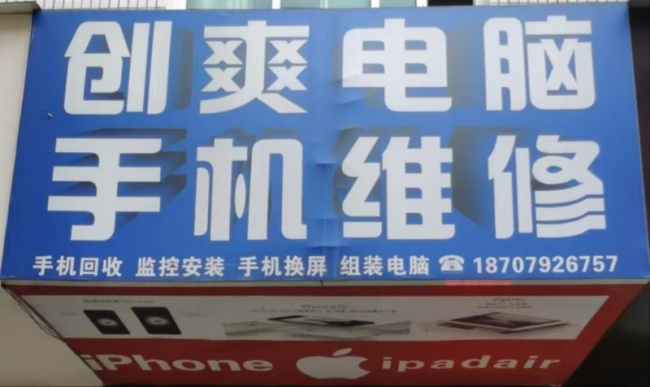 创爽电脑
手机维修
手机回收 监控安装 手机换屏 组装电脑 ☎ 18707926757
iPhone ipadair